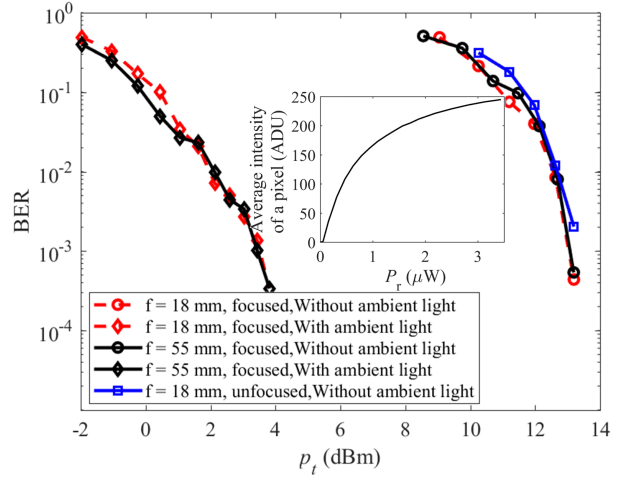 10^0
10^-1
10^-2
10^-3
10^-4
BER
-2
0
2
4
6
8
10
12
14
p_t (dBm)
250
200
150
100
50
0
Average intensity
of a pixel (ADU)
0
1
2
3
P_r (μW)
f = 18 mm, focused,Without ambient light
f = 18 mm, focused,With ambient light
f = 55 mm, focused,Without ambient light
f = 55 mm, focused,With ambient light
f = 18 mm, unfocused,Without ambient light